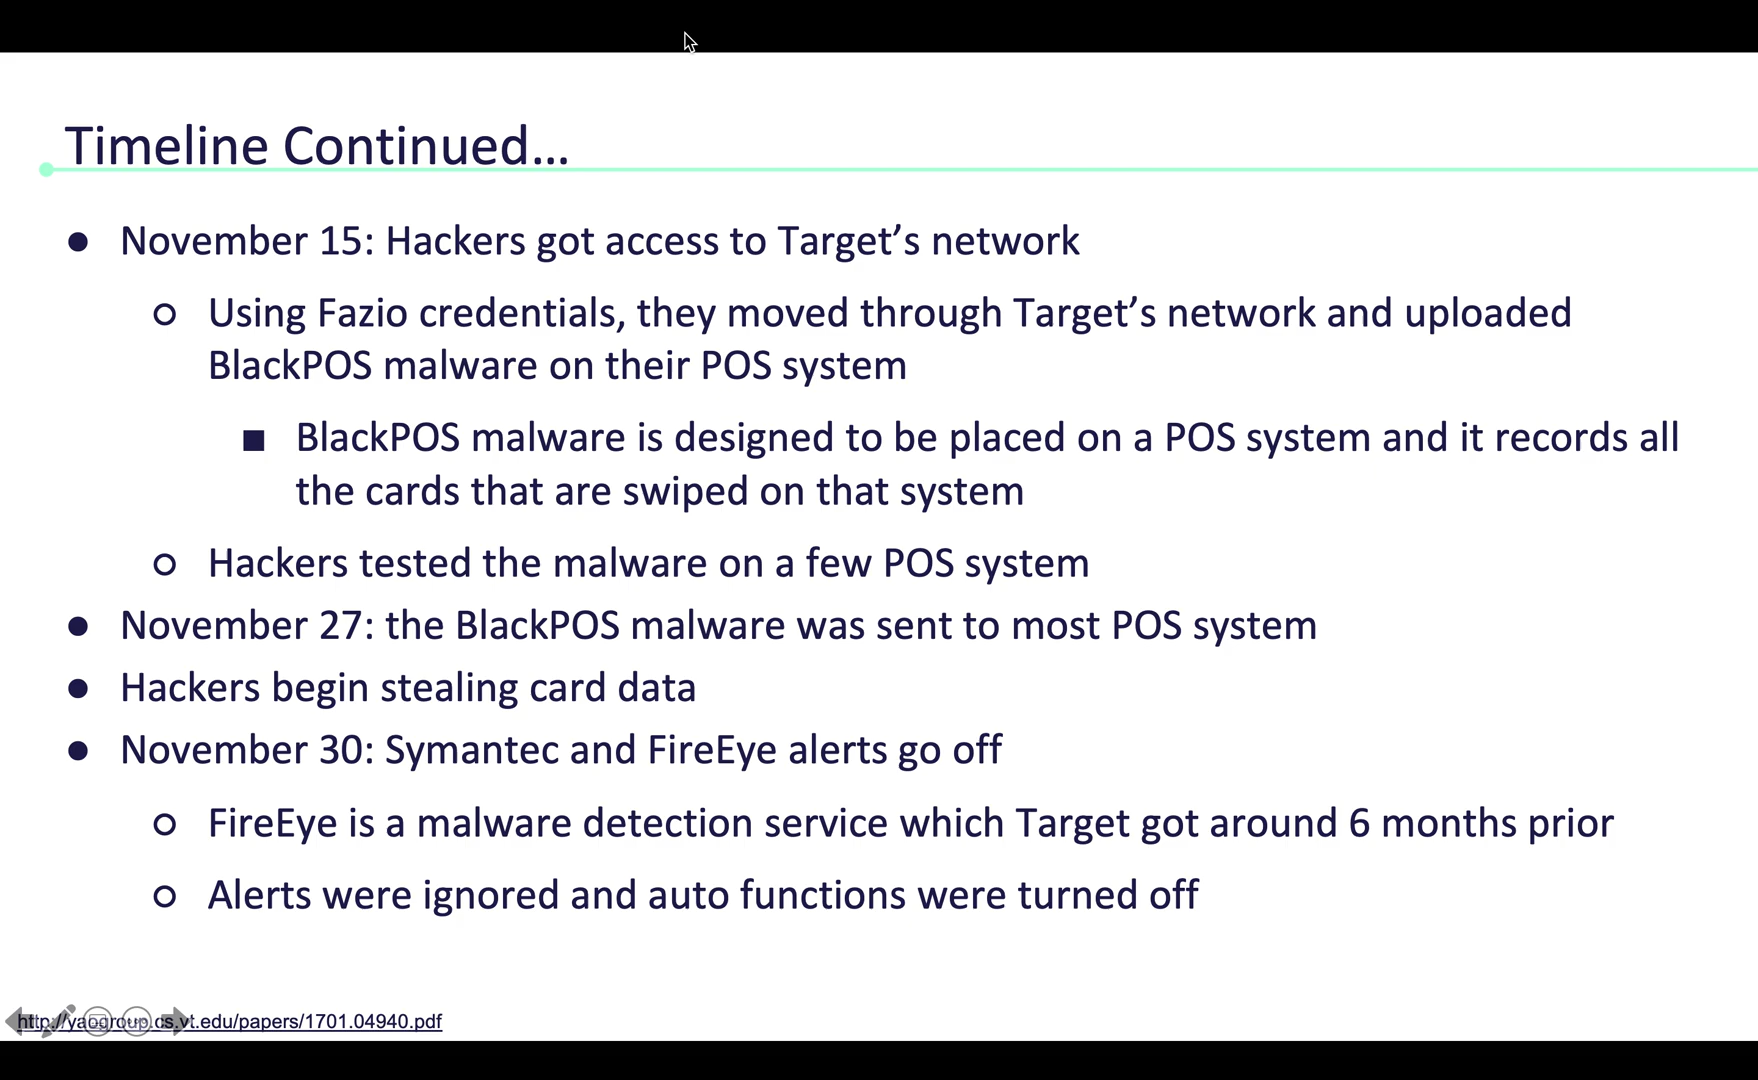 Timeline Continued...
● November 15: Hackers got access to Target’s network
○ Using Fazio credentials, they moved through Target’s network and uploaded
BlackPOS malware on their POS system
■ BlackPOS malware is designed to be placed on a POS system and it records all
the cards that are swiped on that system
○ Hackers tested the malware on a few POS system
● November 27: the BlackPOS malware was sent to most POS system
● Hackers begin stealing card data
● November 30: Symantec and FireEye alerts go off
○ FireEye is a malware detection service which Target got around 6 months prior
○ Alerts were ignored and auto functions were turned off
http://yaogroup.cs.vt.edu/papers/1701.04940.pdf